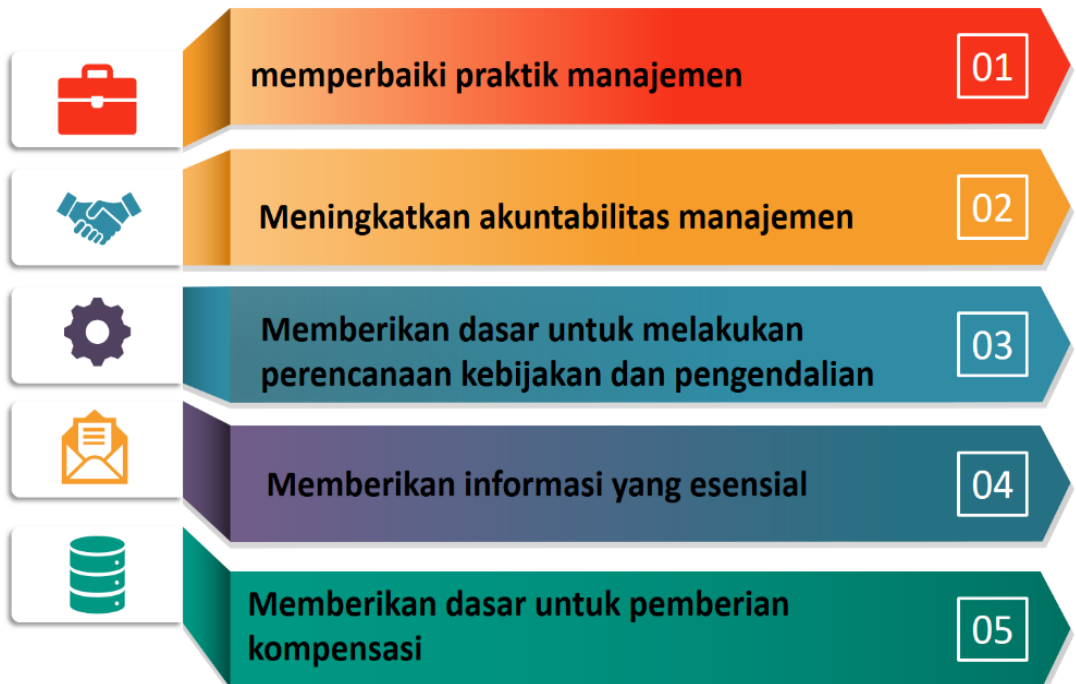 memperbaiki praktik manajemen
01
Meningkatkan akuntabilitas manajemen
02
Memberikan dasar untuk melakukan
perencanaan kebijakan dan pengendalian
03
Memberikan informasi yang esensial
04
Memberikan dasar untuk pemberian
kompensasi
05